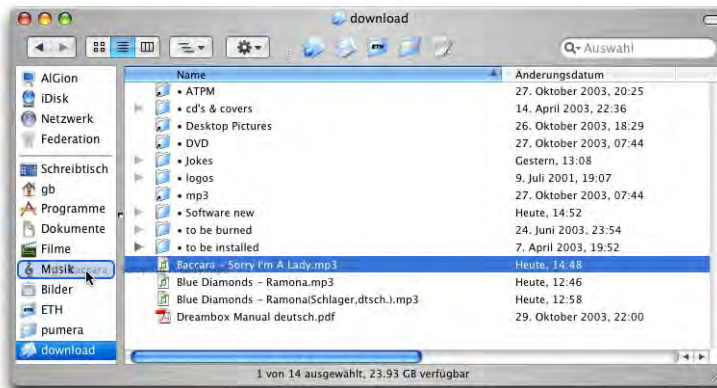 download
ETH
Q- Auswahl
AlGion
iDisk
Netzwerk
Federation
Schreibtisch
gb
Programme
Dokumente
Filme
Musik
Bilder
ETH
pumera
download
Name Änderungsdatum
• ATPM 27. Oktober 2003, 20:25
• cd's & covers 14. April 2003, 22:36
• Desktop Pictures 26. Oktober 2003, 18:29
• DVD 27. Oktober 2003, 07:44
• Jokes Gestern, 13:08
• logos 9. Juli 2001, 19:07
• mp3 27. Oktober 2003, 07:44
• Software new Heute, 14:52
• to be burned 24. Juni 2003, 23:54
• to be installed 7. April 2003, 19:52
Baccara - Sorry I'm A Lady.mp3 Heute, 14:48
Blue Diamonds - Ramona.mp3 Heute, 12:46
Blue Diamonds - Ramona(Schlager,dtsch.).mp3 Heute, 12:58
Dreambox Manual deutsch.pdf 29. Oktober 2003, 22:00
1 von 14 ausgewählt, 23.93 GB verfügbar